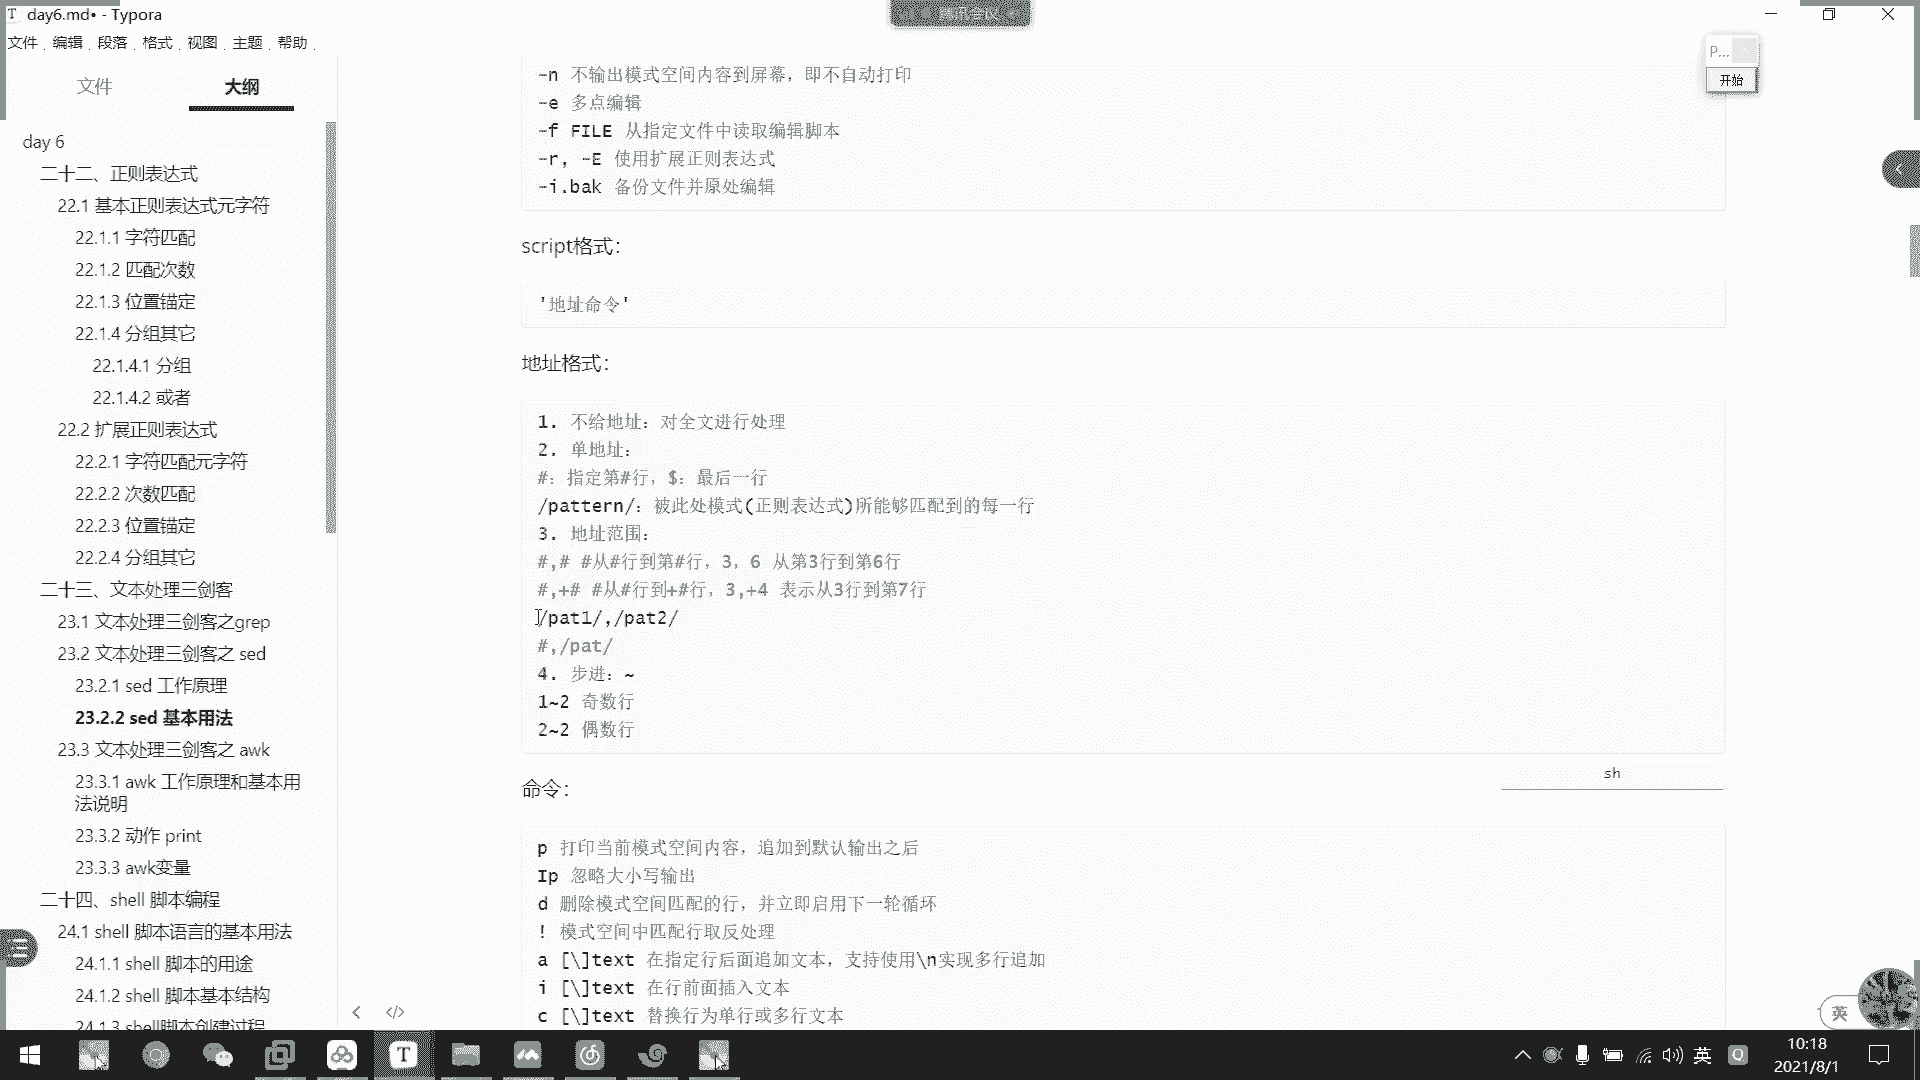 day6.md• - Typora
腾讯会议
文件 编辑 段落 格式 视图 主题 帮助
P...
开始
文件 大纲
day 6
二十二、正则表达式
22.1 基本正则表达式元字符
22.1.1 字符匹配
22.1.2 匹配次数
22.1.3 位置锚定
22.1.4 分组其它
22.1.4.1 分组
22.1.4.2 或者
22.2 扩展正则表达式
22.2.1 字符匹配元字符
22.2.2 次数匹配
22.2.3 位置锚定
22.2.4 分组其它
二十三、文本处理三剑客
23.1 文本处理三剑客之grep
23.2 文本处理三剑客之 sed
23.2.1 sed 工作原理
23.2.2 sed 基本用法
23.3 文本处理三剑客之 awk
23.3.1 awk 工作原理和基本用
法说明
23.3.2 动作 print
23.3.3 awk变量
二十四、shell 脚本编程
24.1 shell 脚本语言的基本用法
24.1.1 shell 脚本的用途
24.1.2 shell 脚本基本结构
24.1.3 shell脚本创建过程
-n 不输出模式空间内容到屏幕，即不自动打印
-e 多点编辑
-f FILE 从指定文件中读取编辑脚本
-r, -E 使用扩展正则表达式
-i.bak 备份文件并原处编辑
script格式：
'地址命令'
地址格式：
1. 不给地址：对全文进行处理
2. 单地址：
#：指定第#行，$：最后一行
/pattern/：被此处模式(正则表达式)所能够匹配到的每一行
3. 地址范围：
#,# #从#行到第#行，3，6 从第3行到第6行
#,+# #从#行到+#行，3,+4 表示从3行到第7行
/pat1/,/pat2/
#,/pat/
4. 步进：~
1~2 奇数行
2~2 偶数行
sh
命令：
p 打印当前模式空间内容，追加到默认输出之后
Ip 忽略大小写输出
d 删除模式空间匹配的行，并立即启用下一轮循环
! 模式空间中匹配行取反处理
a [\]text 在指定行后面追加文本，支持使用\n实现多行追加
i [\]text 在行前面插入文本
c [\]text 替换行为单行或多行文本
英
英
10:18
2021/8/1